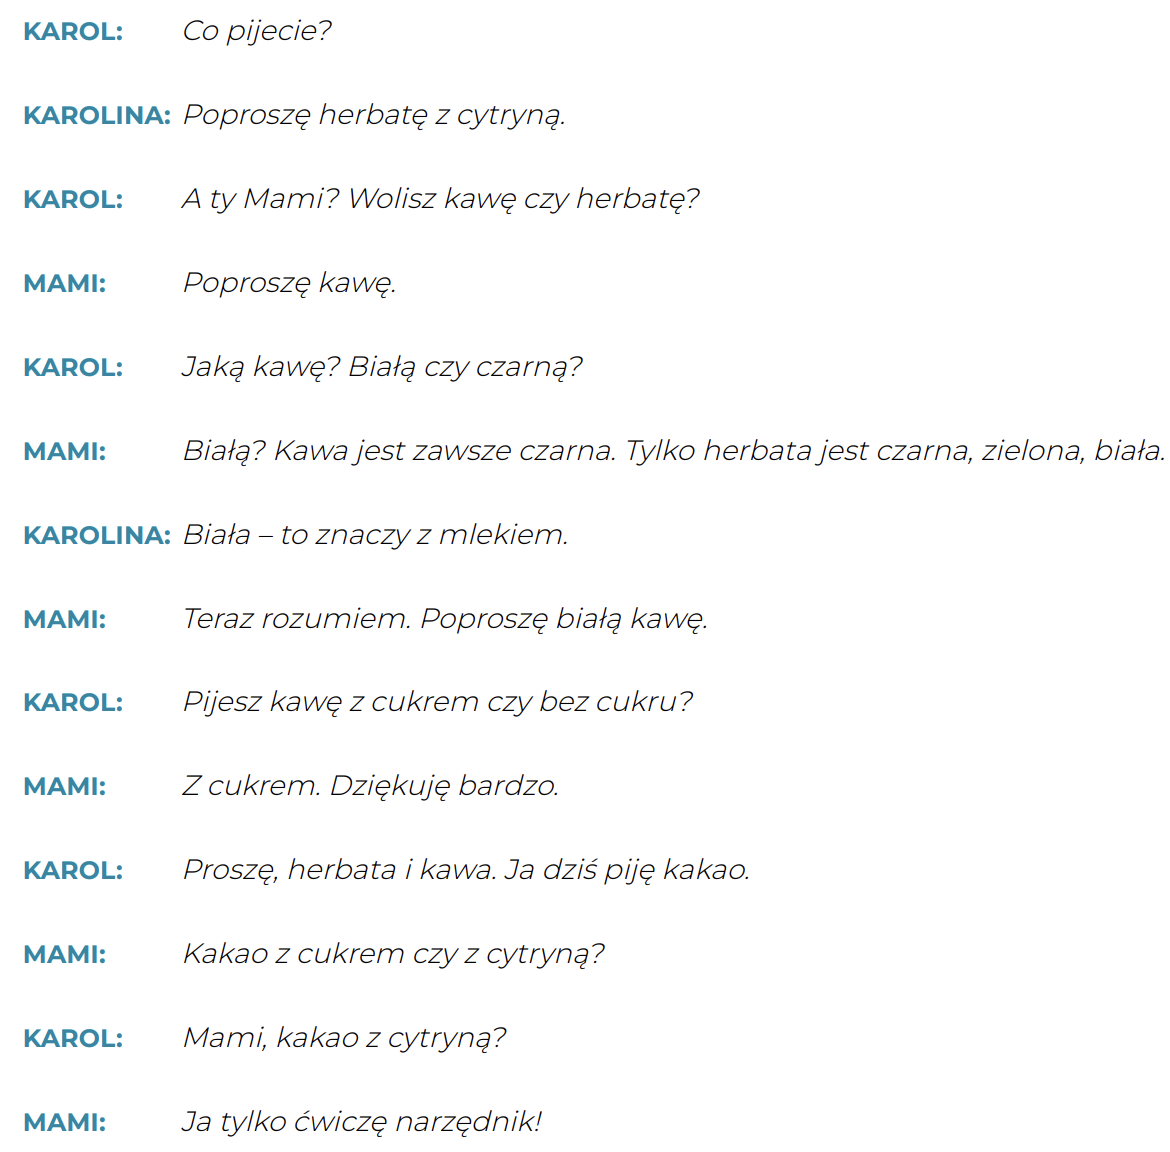 KAROL: Co pijecie?
KAROLINA: Poproszę herbatę z cytryną.
KAROL: A ty Mami? Wolisz kawę czy herbatę?
MAMI: Poproszę kawę.
KAROL: Jaką kawę? Białą czy czarną?
MAMI: Białą? Kawa jest zawsze czarna. Tylko herbata jest czarna, zielona, biała.
KAROLINA: Biała – to znaczy z mlekiem.
MAMI: Teraz rozumiem. Poproszę białą kawę.
KAROL: Pijesz kawę z cukrem czy bez cukru?
MAMI: Z cukrem. Dziękuję bardzo.
KAROL: Proszę, herbata i kawa. Ja dziś piję kakao.
MAMI: Kakao z cukrem czy z cytryną?
KAROL: Mami, kakao z cytryną?
MAMI: Ja tylko ćwiczę narzędnik!